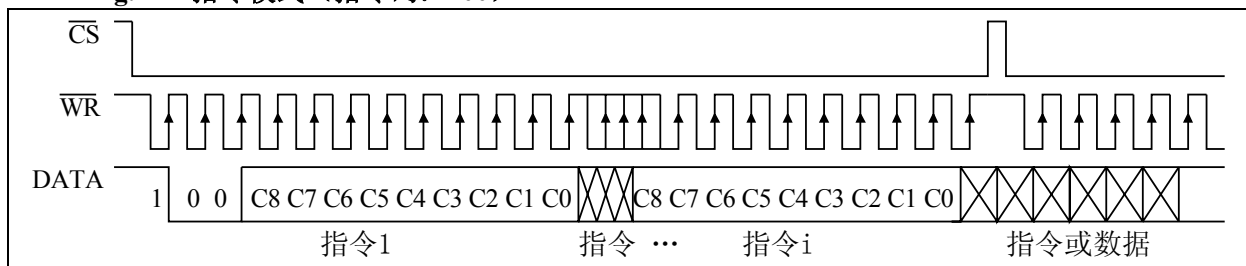 CS
WR
DATA
1 0 0 C8 C7 C6 C5 C4 C3 C2 C1 C0 C8 C7 C6 C5 C4 C3 C2 C1 C0
指令1 指令 … 指令i 指令或数据